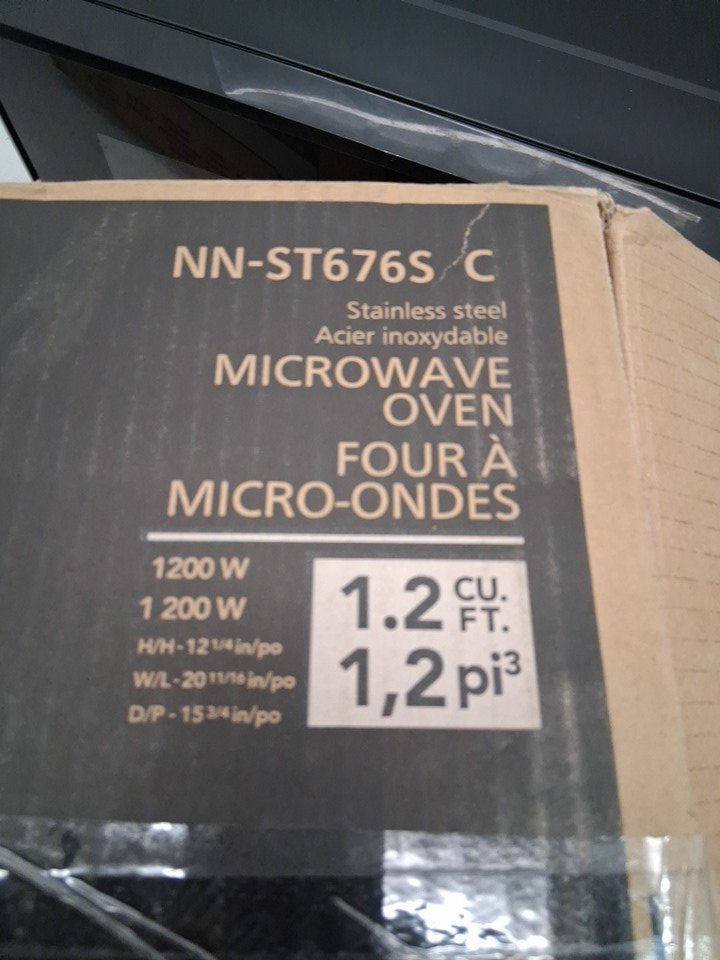 NN-ST676S C
Stainless steel
Acier inoxydable
MICROWAVE
OVEN
FOUR À
MICRO-ONDES
1200 W
1 200 W
H/H-12 1/4 in/po
W/L-20 11/16 in/po
D/P - 15 3/4 in/po
1.2 CU. FT.
1,2 pi³